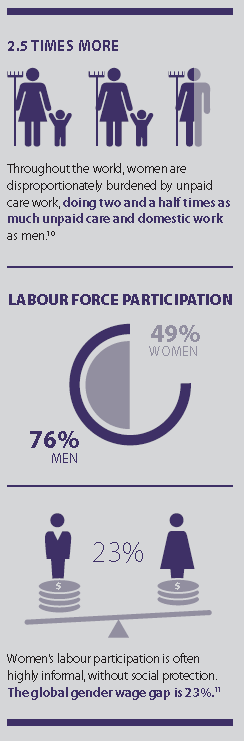 2.5 TIMES MORE
Throughout the world, women are
disproportionately burdened by unpaid
care work, doing two and a half times as
much unpaid care and domestic work
as men.¹⁰
LABOUR FORCE PARTICIPATION
49%
WOMEN
76%
MEN
23%
$
$
Women's labour participation is often
highly informal, without social protection.
The global gender wage gap is 23%.¹¹